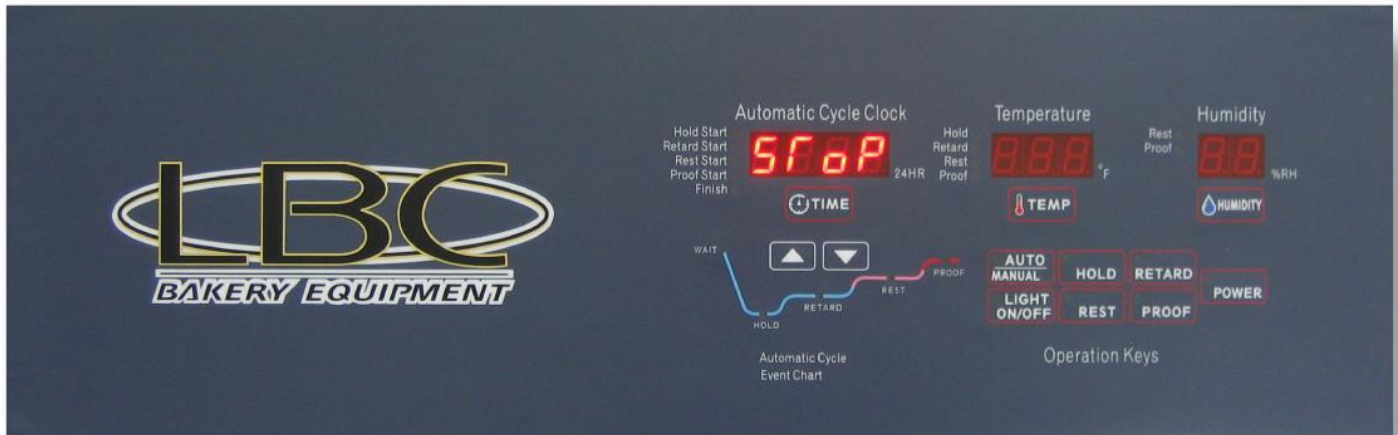 LBC
BAKERY EQUIPMENT
Automatic Cycle Clock
Hold Start
Retard Start
Rest Start
Proof Start
Finish
SToP
24HR
TIME
Temperature
Hold
Retard
Rest
Proof
°F
TEMP
Humidity
Rest
Proof
%RH
HUMIDITY
WAIT
HOLD
RETARD
REST
PROOF
Automatic Cycle
Event Chart
AUTO
MANUAL
HOLD
RETARD
POWER
LIGHT
ON/OFF
REST
PROOF
Operation Keys